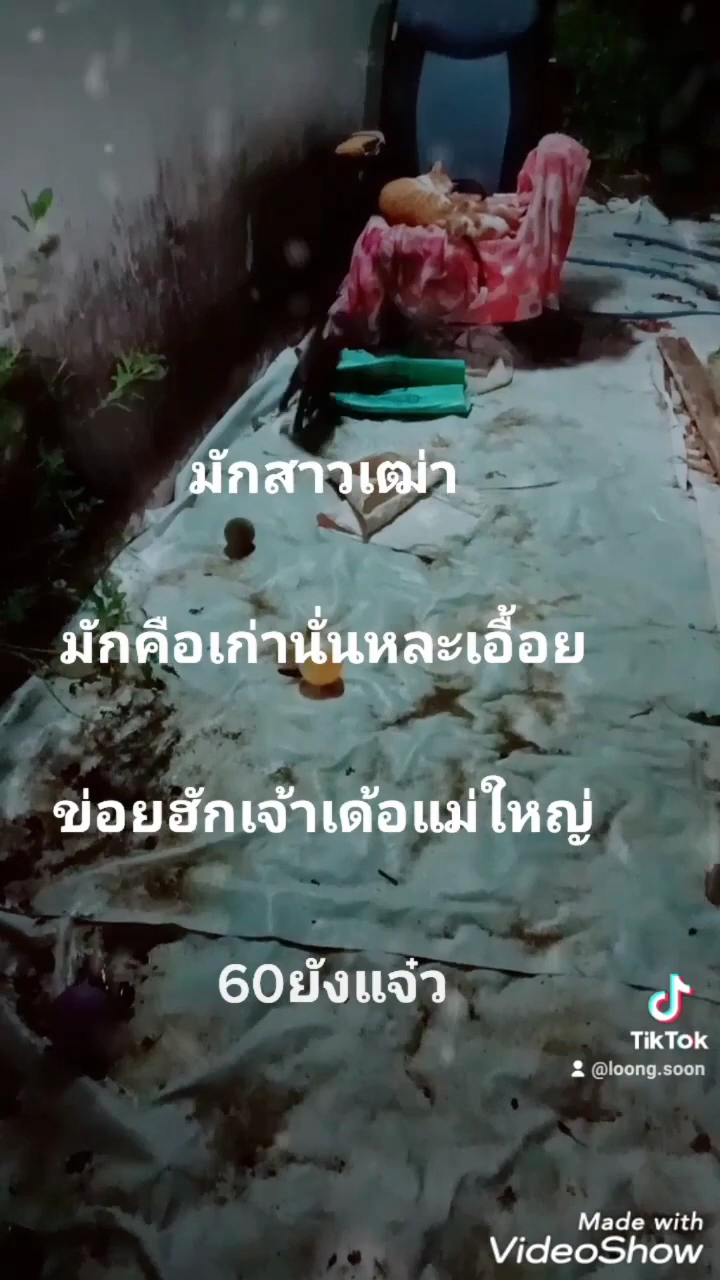 มักสาวเฒ่า
มักคือเก่านั่นหละเอื้อย
ข่อยฮักเจ้าเด้อแม่ใหญ่
60ยังแจ๋ว
TikTok
@loong.soon
Made with
VideoShow